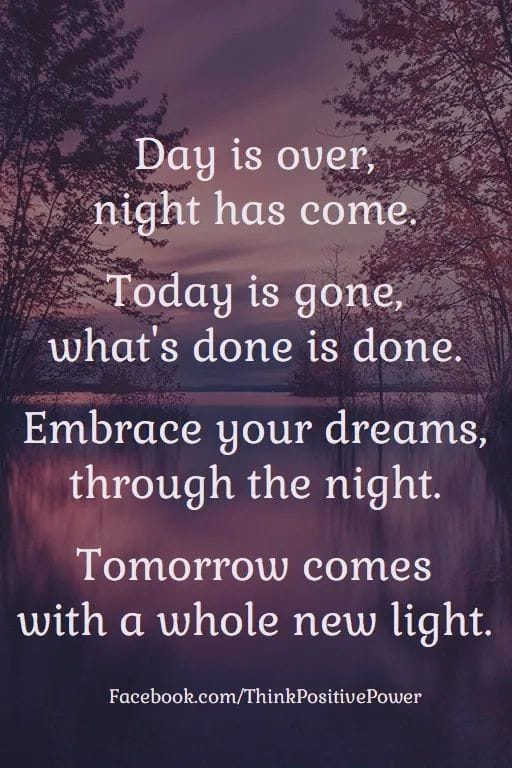 Day is over,
night has come.
Today is gone,
what's done is done.
Embrace your dreams,
through the night.
Tomorrow comes
with a whole new light.
Facebook.com/ThinkPositivePower